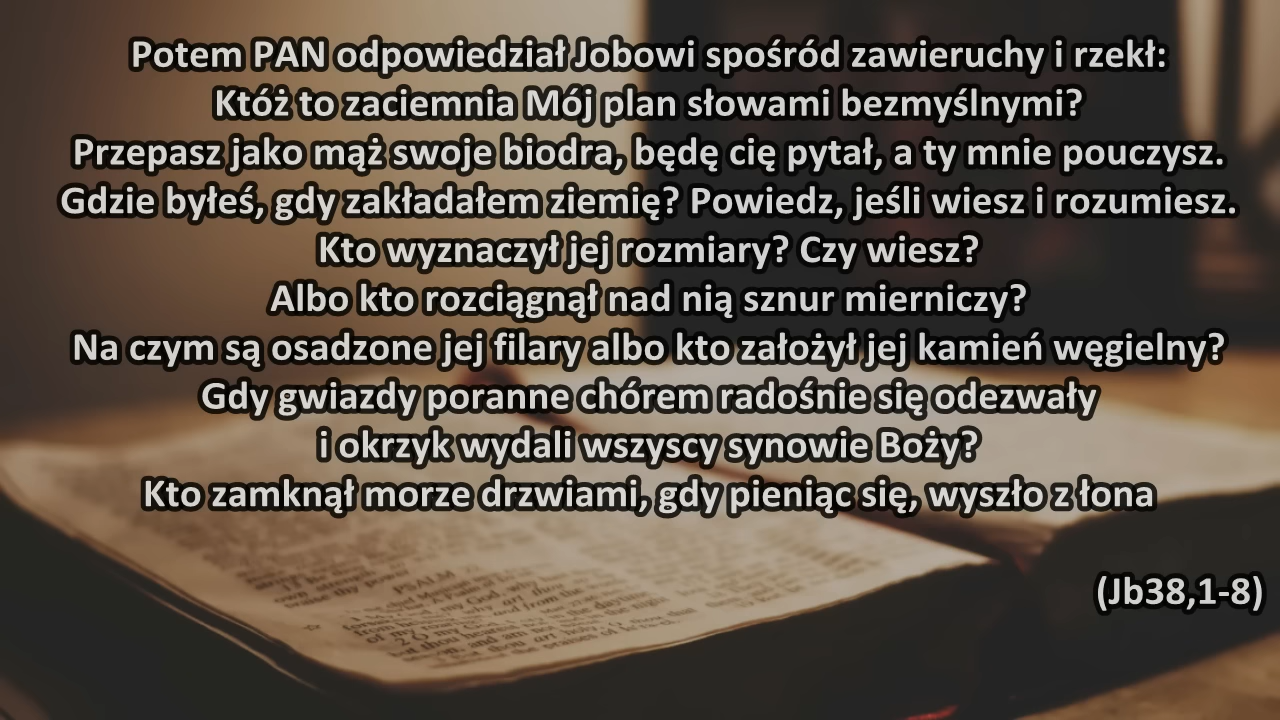 Potem PAN odpowiedział Jobowi spośród zawieruchy i rzekł:
Któż to zaciemnia Mój plan słowami bezmyślnymi?
Przepasz jako mąż swoje biodra, będę cię pytał, a ty mnie pouczysz.
Gdzie byłeś, gdy zakładałem ziemię? Powiedz, jeśli wiesz i rozumiesz.
Kto wyznaczył jej rozmiary? Czy wiesz?
Albo kto rozciągnął nad nią sznur mierniczy?
Na czym są osadzone jej filary albo kto założył jej kamień węgielny?
Gdy gwiazdy poranne chórem radośnie się odezwały
i okrzyk wydali wszyscy synowie Boży?
Kto zamknął morze drzwiami, gdy pieniąc się, wyszło z łona
(Jb38,1-8)
PSALM